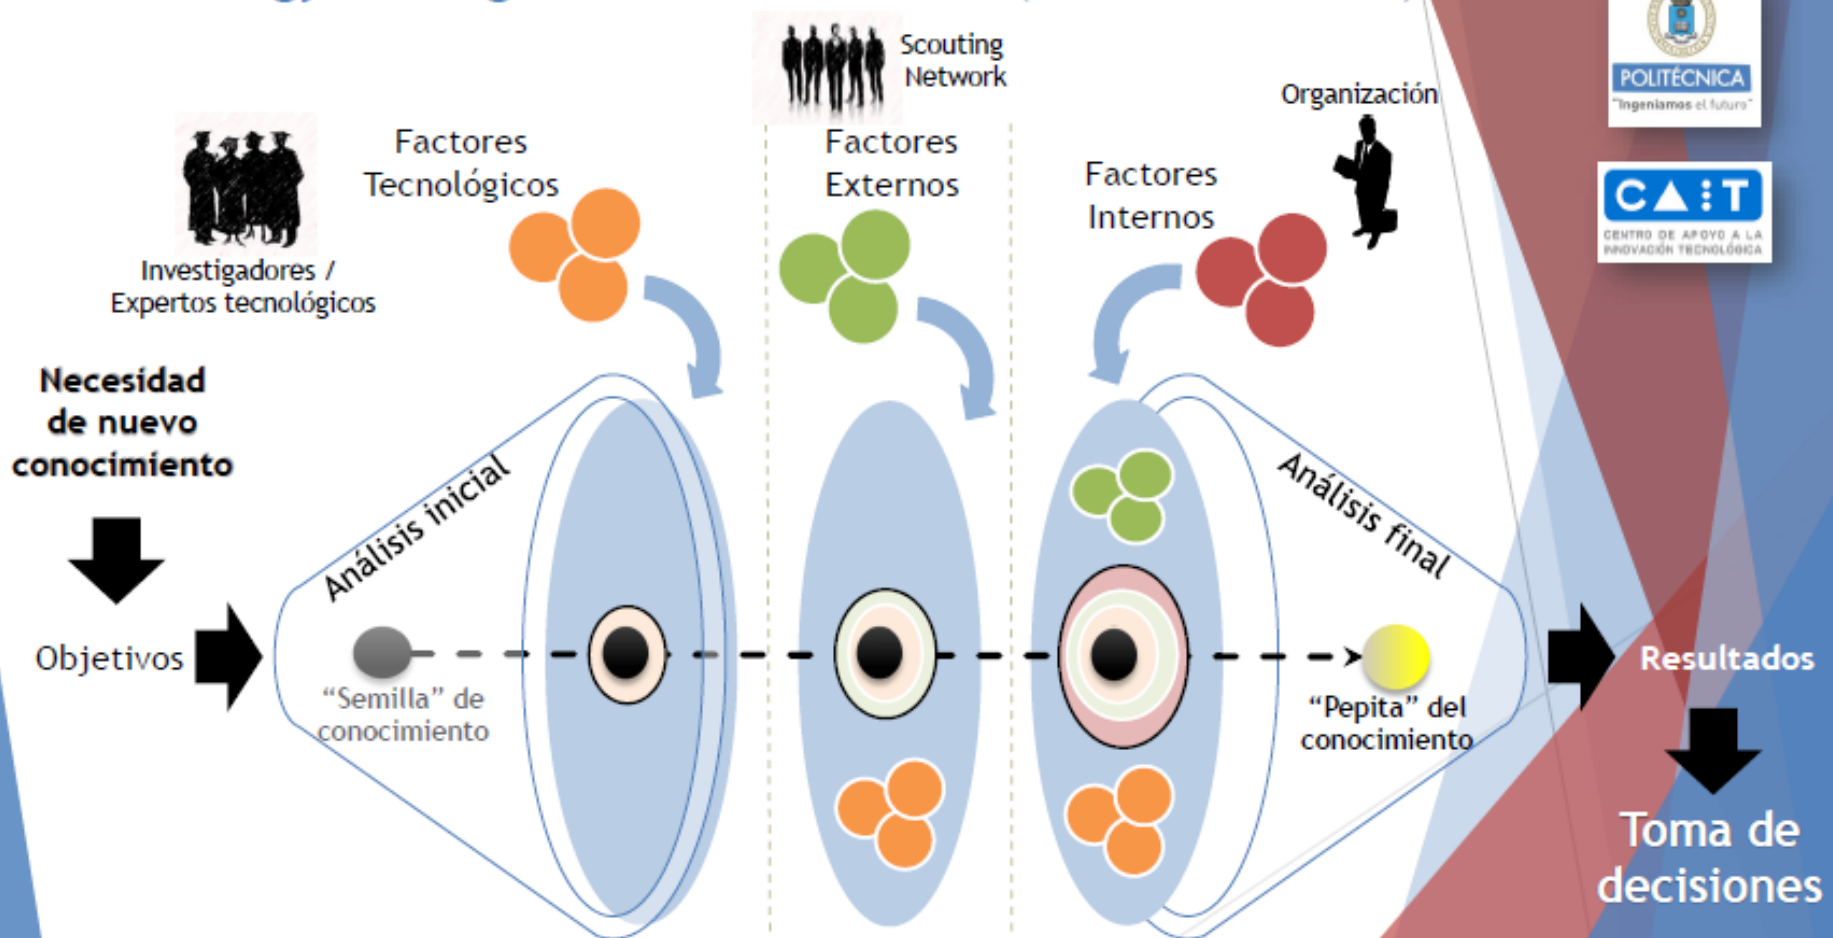 Scouting
Network
Organización
POLITÉCNICA
"Ingeniamos el futuro"
CAIT
CENTRO DE APOYO A LA
INNOVACIÓN TECNOLÓGICA
Factores
Tecnológicos
Factores
Externos
Factores
Internos
Investigadores /
Expertos tecnológicos
Necesidad
de nuevo
conocimiento
Análisis inicial
Análisis final
Objetivos
“Semilla” de
conocimiento
“Pepita” del
conocimiento
Resultados
Toma de
decisiones